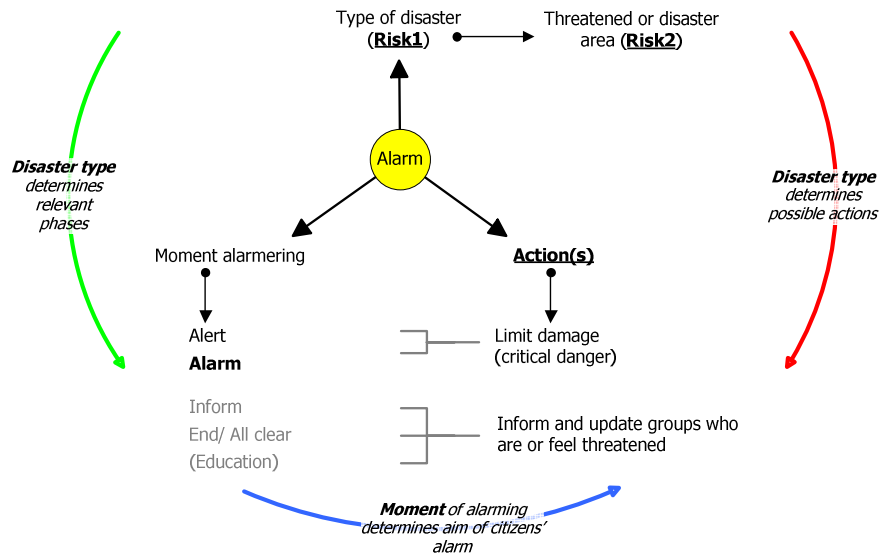 Type of disaster
(Risk1)
Threatened or disaster
area (Risk2)
Alarm
Disaster type
determines
relevant
phases
Disaster type
determines
possible actions
Moment alarmering
Action(s)
Alert
Alarm
Limit damage
(critical danger)
Inform
End/ All clear
(Education)
Inform and update groups who
are or feel threatened
Moment of alarming
determines aim of citizens'
alarm